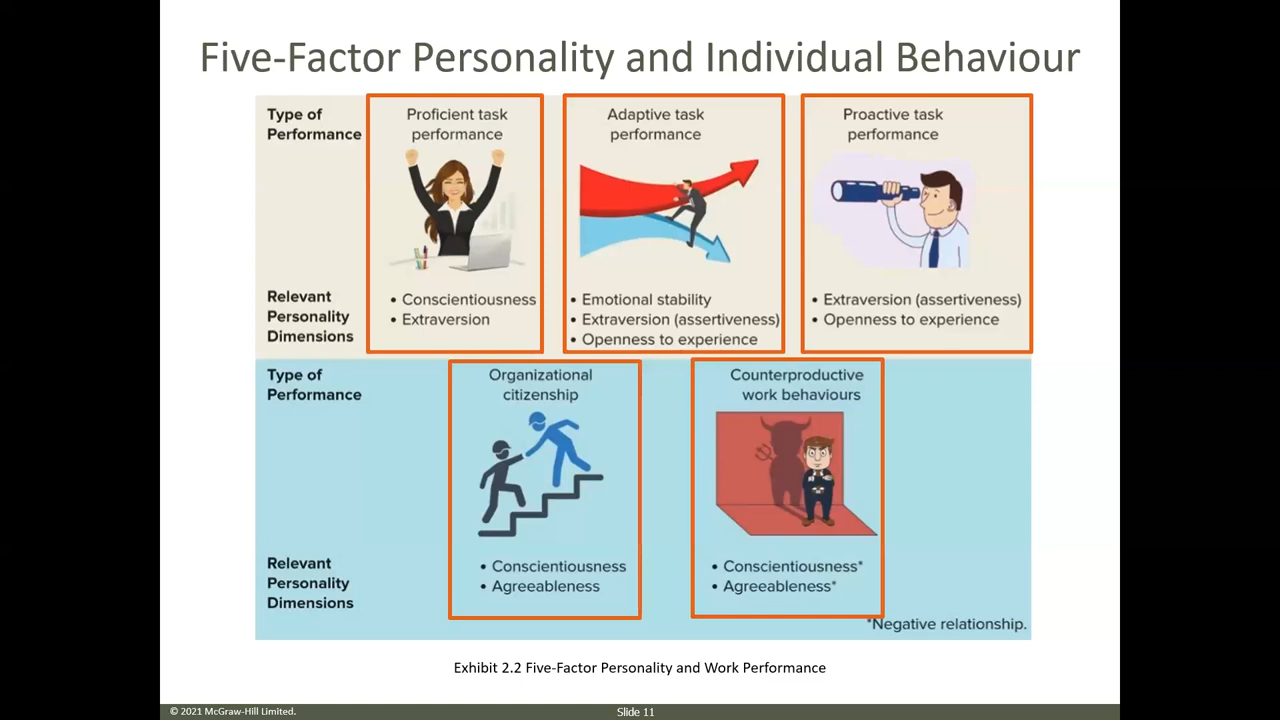 Five-Factor Personality and Individual Behaviour
Type of
Performance
Proficient task
performance
Adaptive task
performance
Proactive task
performance
Relevant
Personality
Dimensions
• Conscientiousness
• Extraversion
• Emotional stability
• Extraversion (assertiveness)
• Openness to experience
• Extraversion (assertiveness)
• Openness to experience
Type of
Performance
Organizational
citizenship
Counterproductive
work behaviours
Relevant
Personality
Dimensions
• Conscientiousness
• Agreeableness
• Conscientiousness*
• Agreeableness*
*Negative relationship.
Exhibit 2.2 Five-Factor Personality and Work Performance
© 2021 McGraw-Hill Limited.
Slide 11